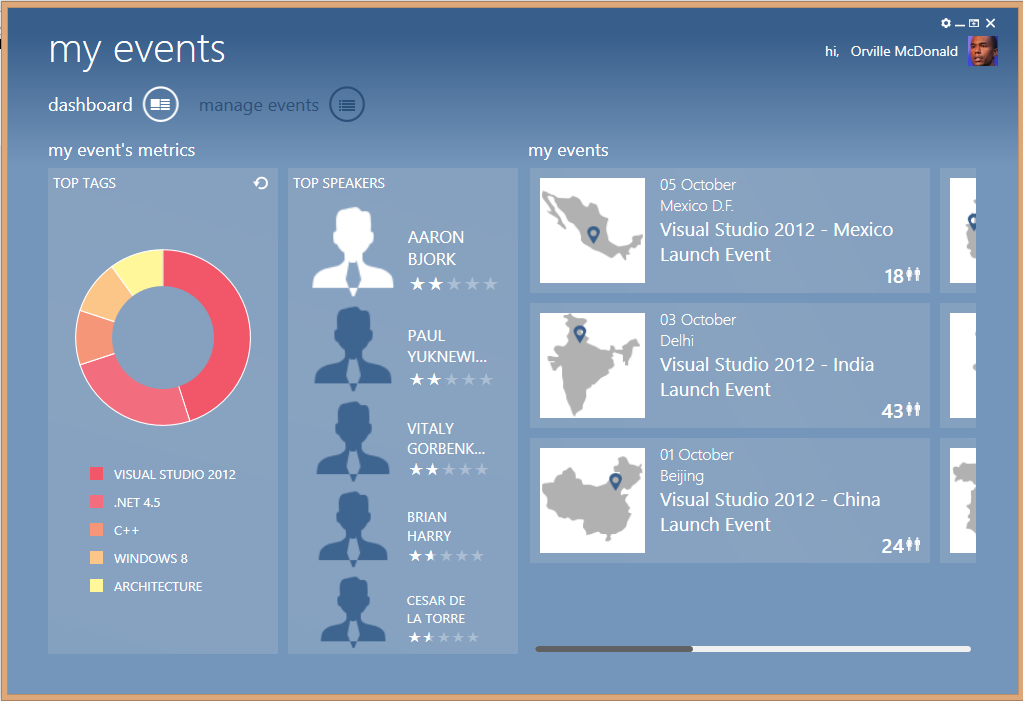 my events
hi, Orville McDonald
dashboard
manage events
my event's metrics
TOP TAGS
VISUAL STUDIO 2012
.NET 4.5
C++
WINDOWS 8
ARCHITECTURE
TOP SPEAKERS
AARON
BJORK
PAUL
YUKNEWI...
VITALY
GORBENK...
BRIAN
HARRY
CESAR DE
LA TORRE
my events
05 October
Mexico D.F.
Visual Studio 2012 - Mexico
Launch Event
18
03 October
Delhi
Visual Studio 2012 - India
Launch Event
43
01 October
Beijing
Visual Studio 2012 - China
Launch Event
24